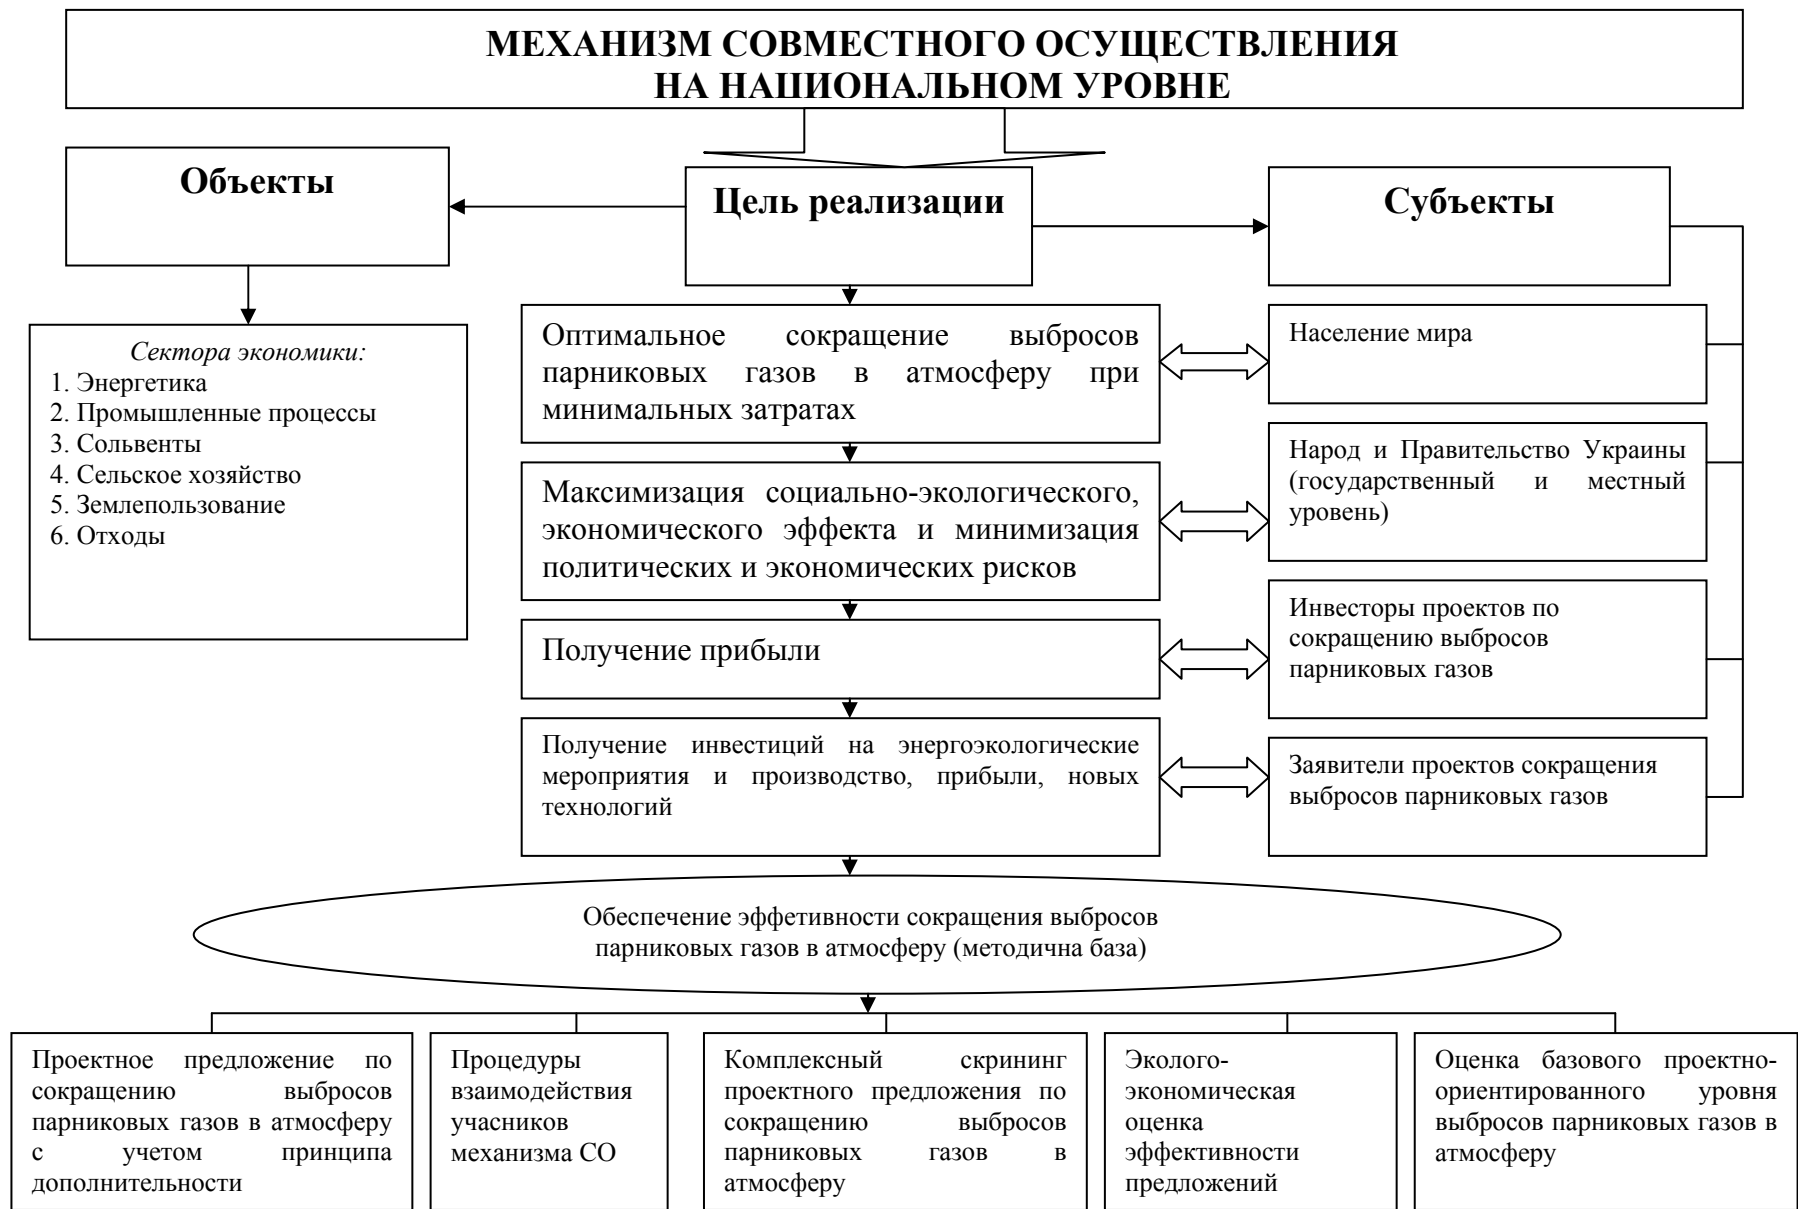 МЕХАНИЗМ СОВМЕСТНОГО ОСУЩЕСТВЛЕНИЯ
НА НАЦИОНАЛЬНОМ УРОВНЕ
Объекты
Цель реализации
Субъекты
Сектора экономики:
1. Энергетика
2. Промышленные процессы
3. Сольвенты
4. Сельское хозяйство
5. Землепользование
6. Отходы
Оптимальное сокращение выбросов
парниковых газов в атмосферу при
минимальных затратах
Население мира
Максимизация социально-экологического,
экономического эффекта и минимизация
политических и экономических рисков
Народ и Правительство Украины
(государственный и местный
уровень)
Получение прибыли
Инвесторы проектов по
сокращению выбросов
парниковых газов
Получение инвестиций на энергоэкологические
мероприятия и производство, прибыли, новых
технологий
Заявители проектов сокращения
выбросов парниковых газов
Обеспечение эффетивности сокращения выбросов
парниковых газов в атмосферу (методична база)
Проектное предложение по
сокращению выбросов
парниковых газов в атмосферу
с учетом принципа
дополнительности
Процедуры
взаимодействия
учасников
механизма СО
Комплексный скрининг
проектного предложения по
сокращению выбросов
парниковых газов в
атмосферу
Эколого-
экономическая
оценка
эффективности
предложений
Оценка базового проектно-
ориентированного уровня
выбросов парниковых газов в
атмосферу